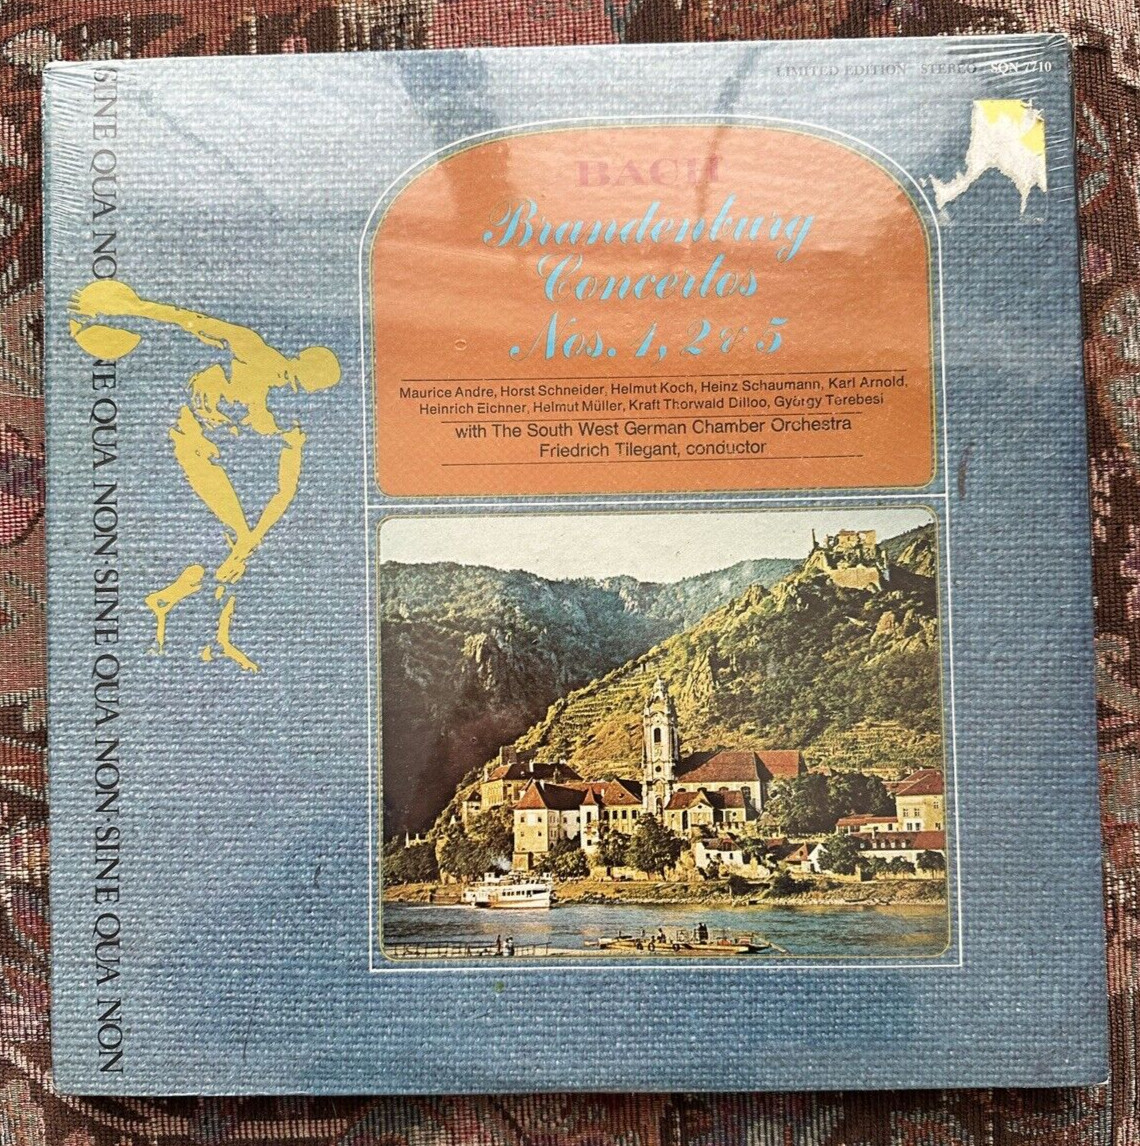 LIMITED EDITION STEREO SQN 7710
BACH
Brandenburg
Concertos
Nos. 1, 2 & 5
Maurice Andre, Horst Schneider, Helmut Koch, Heinz Schaumann, Karl Arnold,
Heinrich Eichner, Helmut Müller, Kraft Thorwald Dilloo, György Terebesi
with The South West German Chamber Orchestra
Friedrich Tilegant, conductor
SINE QUA NO NE QUA NON·SINE QUA NON·SINE QUA NON